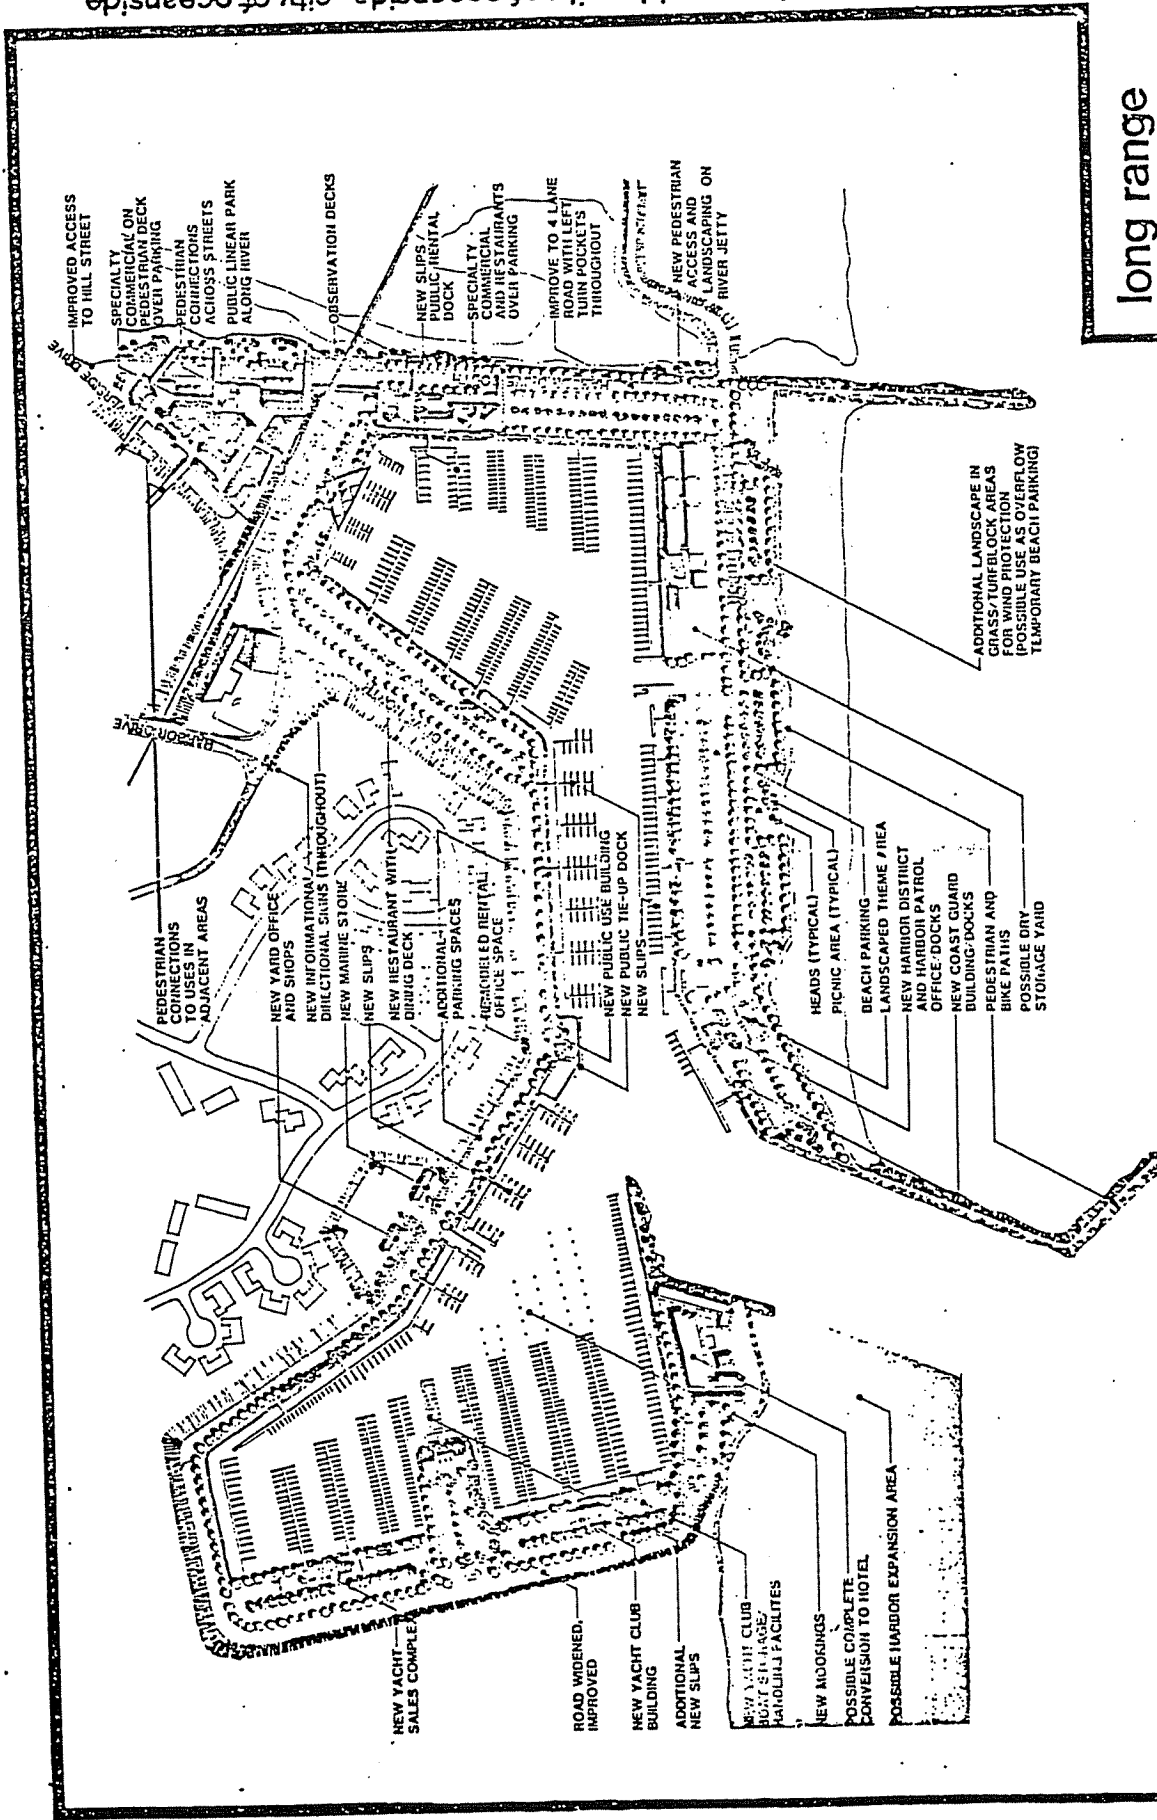 city of oceanside
long range
IMPROVED ACCESS
TO HILL STREET
SPECIALTY
COMMERCIAL ON
PEDESTRIAN DECK
OVER PARKING
PEDESTRIAN
CONNECTIONS
ACROSS STREETS
PUBLIC LINEAR PARK
ALONG RIVER
OBSERVATION DECKS
NEW SLIPS
PUBLIC RENTAL
DOCK
SPECIALTY
COMMERCIAL
AND RESTAURANTS
OVER PARKING
IMPROVE TO 4 LANE
ROAD WITH LEFT
TURN POCKETS
THROUGHOUT
NEW PEDESTRIAN
ACCESS AND
LANDSCAPING ON
RIVER JETTY
HARBOR DRIVE
ADDITIONAL LANDSCAPE IN
GRASS/TURFBLOCK AREAS
FOR WIND PROTECTION
(POSSIBLE USE AS OVERFLOW
TEMPORARY BEACH PARKING)
PEDESTRIAN
CONNECTIONS
TO USES IN
ADJACENT AREAS
NEW YARD OFFICE
AND SHOPS
NEW INFORMATIONAL
DIRECTIONAL SIGNS (THROUGHOUT)
NEW MARINE STORE
NEW SLIPS
NEW RESTAURANT WITH
DINING DECK
ADDITIONAL
PARKING SPACES
REMODELED RENTAL
OFFICE SPACE
NEW PUBLIC USE BUILDING
NEW PUBLIC TIE-UP DOCK
NEW SLIPS
HEADS (TYPICAL)
PICNIC AREA (TYPICAL)
BEACH PARKING
LANDSCAPED THEME AREA
NEW HARBOR DISTRICT
AND HARBOR PATROL
OFFICE/DOCKS
NEW COAST GUARD
BUILDING/DOCKS
PEDESTRIAN AND
BIKE PATHS
POSSIBLE DRY
STORAGE YARD
NEW YACHT
SALES COMPLEX
ROAD WIDENED,
IMPROVED
NEW YACHT CLUB
BUILDING
ADDITIONAL
NEW SLIPS
NEW YACHT CLUB
BOAT STORAGE/
HANDLING FACILITES
NEW MOORINGS
POSSIBLE COMPLETE
CONVERSION TO HOTEL
POSSIBLE HARBOR EXPANSION AREA